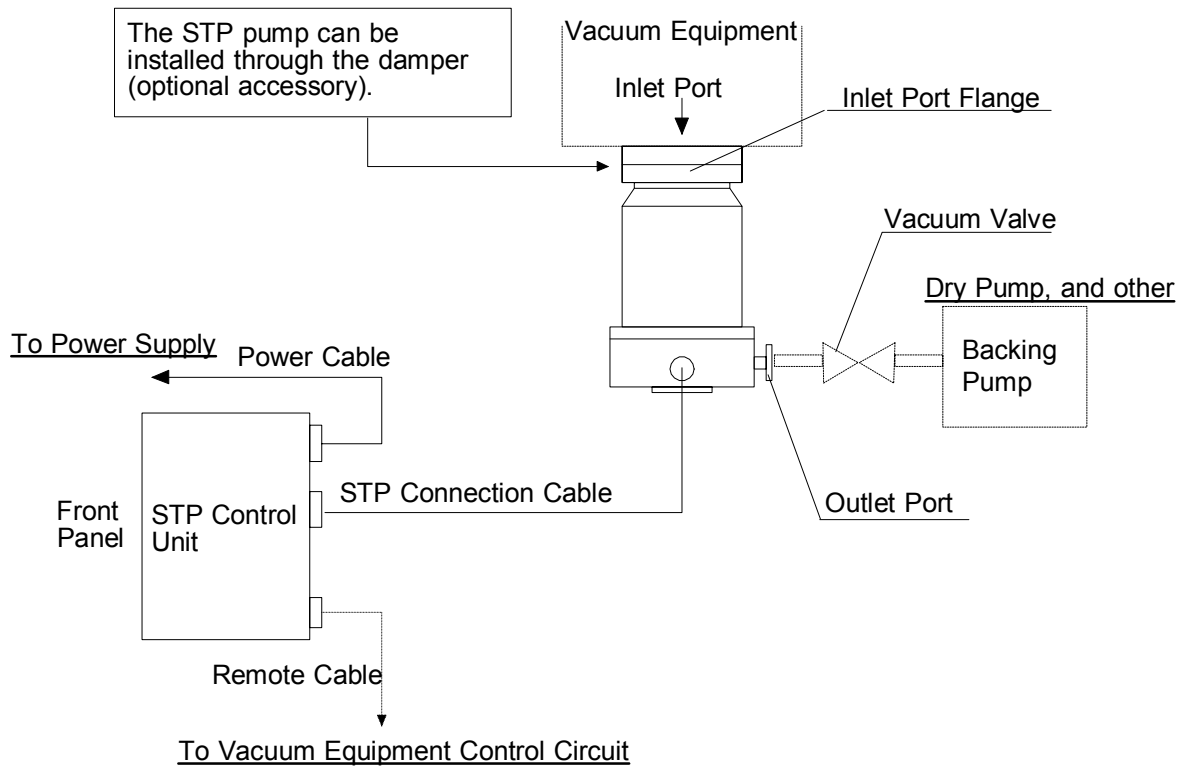 The STP pump can be
installed through the damper
(optional accessory).
Vacuum Equipment
Inlet Port
Inlet Port Flange
Vacuum Valve
Dry Pump, and other
Backing
Pump
To Power Supply
Power Cable
STP Connection Cable
Outlet Port
Front
Panel
STP Control
Unit
Remote Cable
To Vacuum Equipment Control Circuit